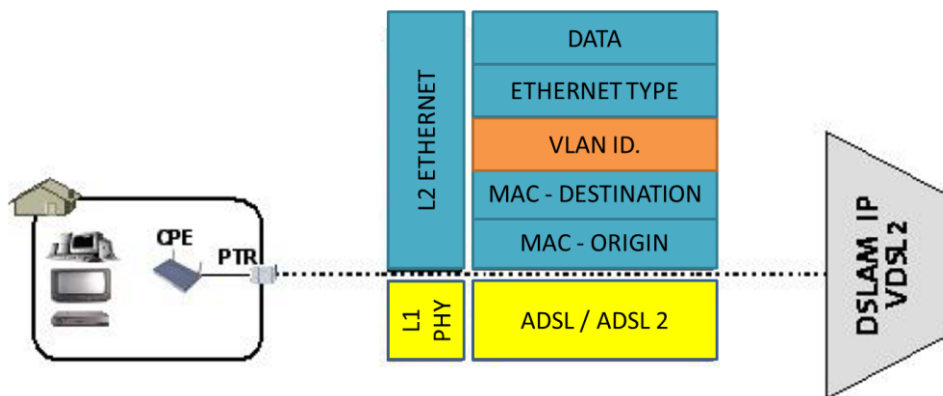 DATA
ETHERNET TYPE
VLAN ID.
MAC - DESTINATION
MAC - ORIGIN
L2 ETHERNET
CPE
PTR
L1
PHY
ADSL / ADSL 2
DSLAM IP
VDSL 2